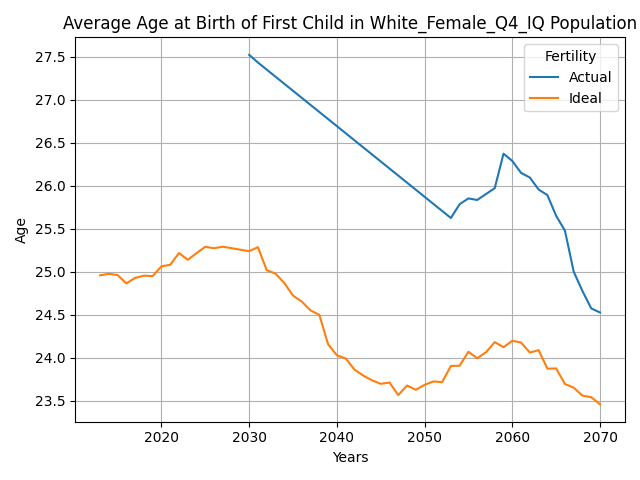 Average Age at Birth of First Child in White_Female_Q4_IQ Population
Fertility
Actual
Ideal
27.5
27.0
26.5
26.0
25.5
25.0
24.5
24.0
23.5
Age
2020 2030 2040 2050 2060 2070
Years